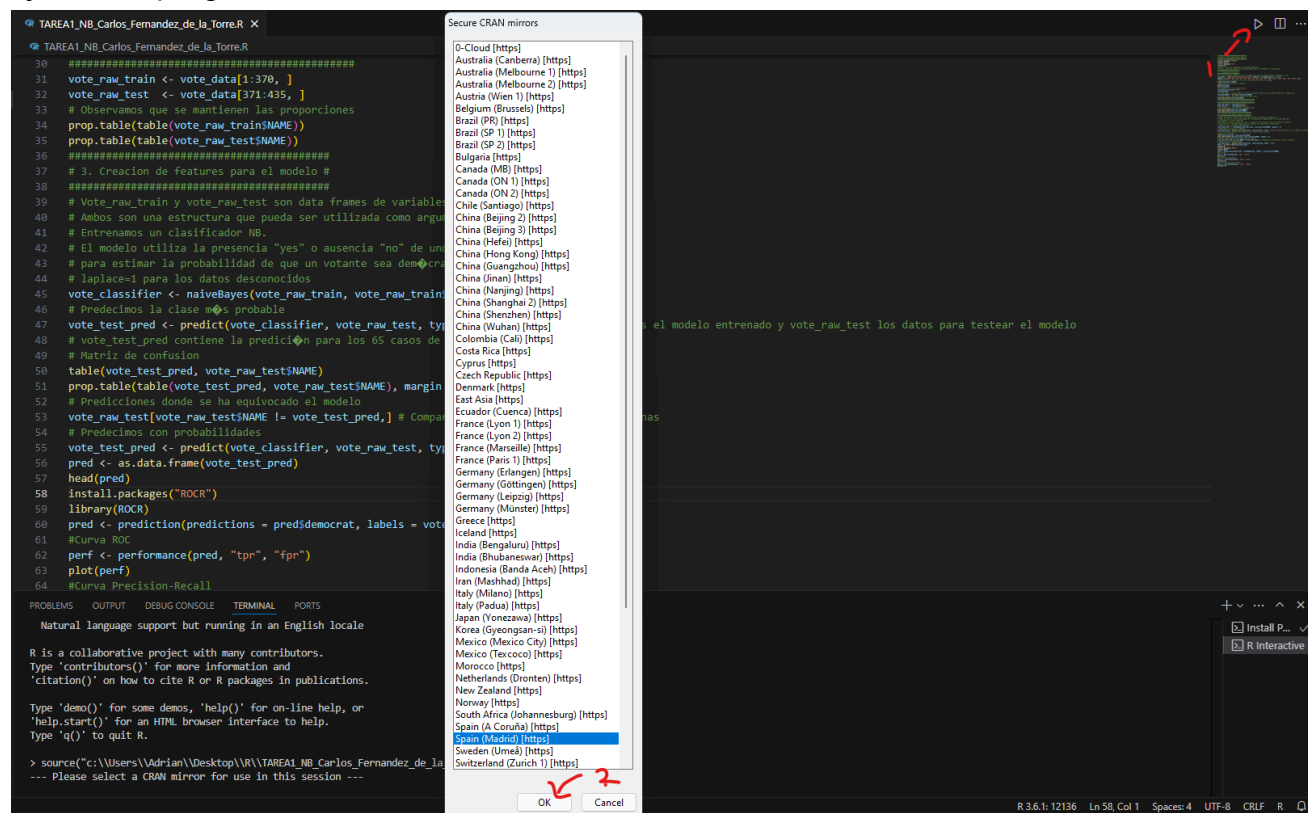 TAREA1_NB_Carlos_Fernandez_de_la_Torre.R
TAREA1_NB_Carlos_Fernandez_de_la_Torre.R
30 ############################################
31 vote_raw_train <- vote_data[1:370, ]
32 vote_raw_test  <- vote_data[371:435, ]
33 # Observamos que se mantienen las proporciones
34 prop.table(table(vote_raw_train$NAME))
35 prop.table(table(vote_raw_test$NAME))
36 ########################################
37 # 3. Creacion de features para el modelo #
38 ########################################
39 # Vote_raw_train y vote_raw_test son data frames de variables
40 # Ambos son una estructura que pueda ser utilizada como argum
41 # Entrenamos un clasificador NB.
42 # El modelo utiliza la presencia "yes" o ausencia "no" de uno
43 # para estimar la probabilidad de que un votante sea dem�cra
44 # laplace=1 para los datos desconocidos
45 vote_classifier <- naiveBayes(vote_raw_train, vote_raw_train$
46 # Predecimos la clase m�s probable
47 vote_test_pred <- predict(vote_classifier, vote_raw_test, typ s el modelo entrenado y vote_raw_test los datos para testear el modelo
48 # vote_test_pred contiene la predici�n para los 65 casos de
49 # Matriz de confusion
50 table(vote_test_pred, vote_raw_test$NAME)
51 prop.table(table(vote_test_pred, vote_raw_test$NAME), margin
52 # Predicciones donde se ha equivocado el modelo
53 vote_raw_test[vote_raw_test$NAME != vote_test_pred,] # Compar nas
54 # Predecimos con probabilidades
55 vote_test_pred <- predict(vote_classifier, vote_raw_test, typ
56 pred <- as.data.frame(vote_test_pred)
57 head(pred)
58 install.packages("ROCR")
59 library(ROCR)
60 pred <- prediction(predictions = pred$democrat, labels = vote
61 #Curva ROC
62 perf <- performance(pred, "tpr", "fpr")
63 plot(perf)
64 #Curva Precision-Recall
Secure CRAN mirrors
0-Cloud [https]
Australia (Canberra) [https]
Australia (Melbourne 1) [https]
Australia (Melbourne 2) [https]
Austria (Wien 1) [https]
Belgium (Brussels) [https]
Brazil (PR) [https]
Brazil (SP 1) [https]
Brazil (SP 2) [https]
Bulgaria [https]
Canada (MB) [https]
Canada (ON 1) [https]
Canada (ON 2) [https]
Chile (Santiago) [https]
China (Beijing 2) [https]
China (Beijing 3) [https]
China (Hefei) [https]
China (Hong Kong) [https]
China (Guangzhou) [https]
China (Jinan) [https]
China (Nanjing) [https]
China (Shanghai 2) [https]
China (Shenzhen) [https]
China (Wuhan) [https]
Colombia (Cali) [https]
Costa Rica [https]
Cyprus [https]
Czech Republic [https]
Denmark [https]
East Asia [https]
Ecuador (Cuenca) [https]
France (Lyon 1) [https]
France (Lyon 2) [https]
France (Marseille) [https]
France (Paris 1) [https]
Germany (Erlangen) [https]
Germany (Göttingen) [https]
Germany (Leipzig) [https]
Germany (Münster) [https]
Greece [https]
Iceland [https]
India (Bengaluru) [https]
India (Bhubaneswar) [https]
Indonesia (Banda Aceh) [https]
Iran (Mashhad) [https]
Italy (Milano) [https]
Italy (Padua) [https]
Japan (Yonezawa) [https]
Korea (Gyeongsan-si) [https]
Mexico (Mexico City) [https]
Mexico (Texcoco) [https]
Morocco [https]
Netherlands (Dronten) [https]
New Zealand [https]
Norway [https]
South Africa (Johannesburg) [https]
Spain (A Coruña) [https]
Spain (Madrid) [https]
Sweden (Umeå) [https]
Switzerland (Zurich 1) [https]
OK Cancel
1
2
PROBLEMS OUTPUT DEBUG CONSOLE TERMINAL PORTS
Natural language support but running in an English locale
R is a collaborative project with many contributors.
Type 'contributors()' for more information and
'citation()' on how to cite R or R packages in publications.
Type 'demo()' for some demos, 'help()' for on-line help, or
'help.start()' for an HTML browser interface to help.
Type 'q()' to quit R.
> source("c:\\Users\\Adrian\\Desktop\\R\\TAREA1_NB_Carlos_Fernandez_de_la_
--- Please select a CRAN mirror for use in this session ---
Install P...
R Interactive
R 3.6.1: 12136 Ln 58, Col 1 Spaces: 4 UTF-8 CRLF R